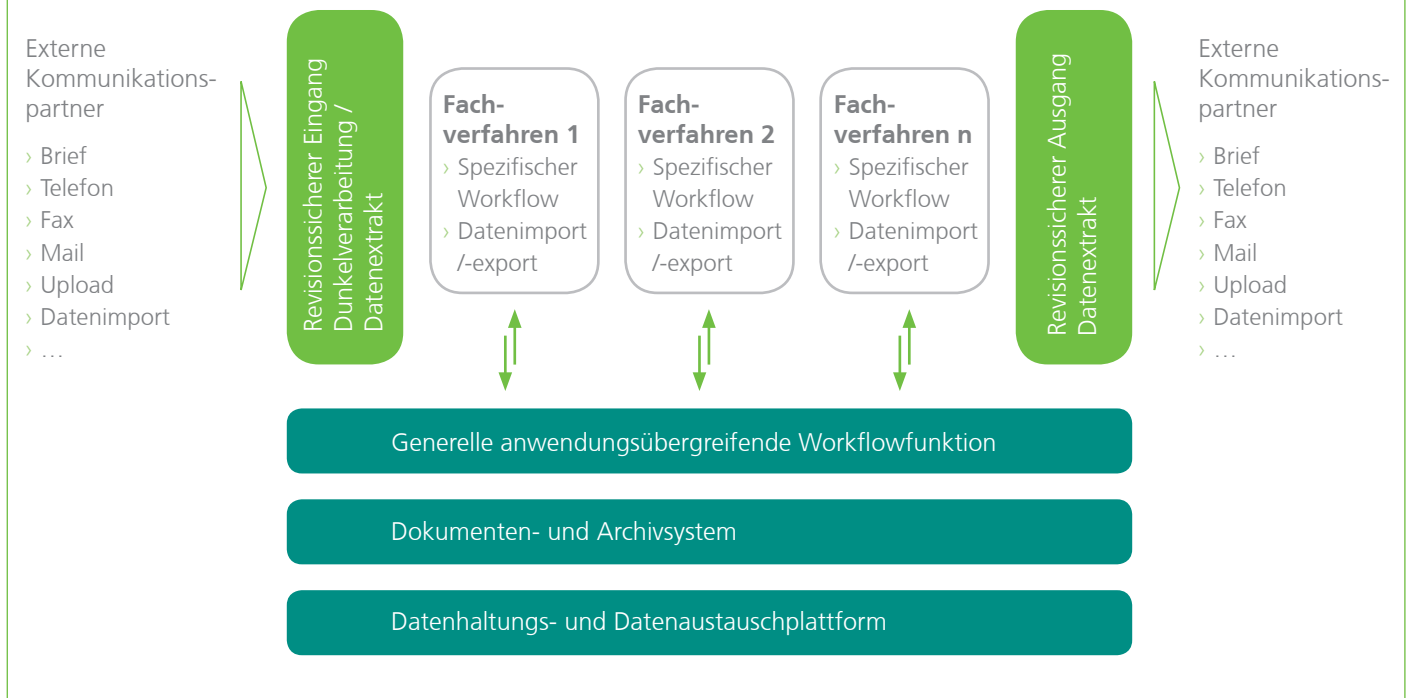 Externe
Kommunikations-
partner
› Brief
› Telefon
› Fax
› Mail
› Upload
› Datenimport
› …
Revisionssicherer Eingang
Dunkelverarbeitung /
Datenextrakt
Fach-
verfahren 1
› Spezifischer
Workflow
› Datenimport
/-export
Fach-
verfahren 2
› Spezifischer
Workflow
› Datenimport
/-export
Fach-
verfahren n
› Spezifischer
Workflow
› Datenimport
/-export
Revisionssicherer Ausgang
Datenextrakt
Externe
Kommunikations-
partner
› Brief
› Telefon
› Fax
› Mail
› Upload
› Datenimport
› …
Generelle anwendungsübergreifende Workflowfunktion
Dokumenten- und Archivsystem
Datenhaltungs- und Datenaustauschplattform